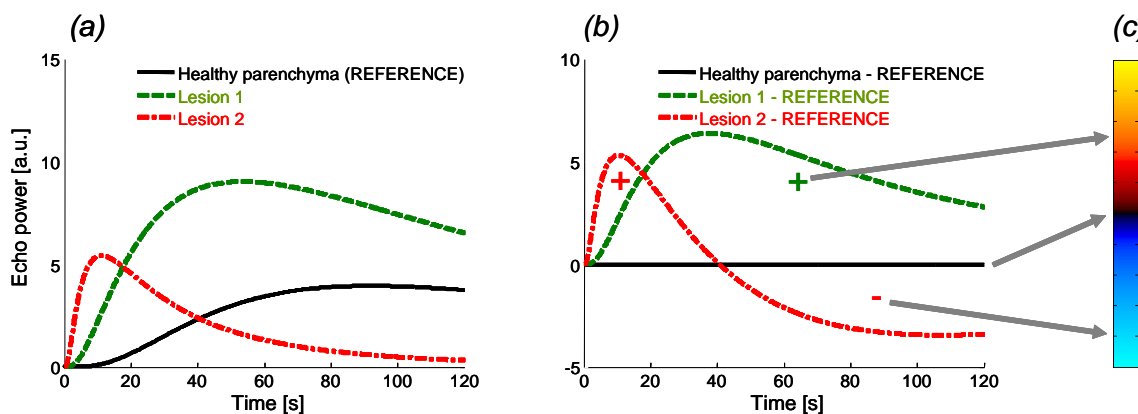 (a)
15
10
5
0
Echo power [a.u.]
Healthy parenchyma (REFERENCE)
Lesion 1
Lesion 2
0 20 40 60 80 100 120
Time [s]
(b)
10
5
0
-5
Healthy parenchyma - REFERENCE
Lesion 1 - REFERENCE
Lesion 2 - REFERENCE
+
+
-
0 20 40 60 80 100 120
Time [s]
(c)